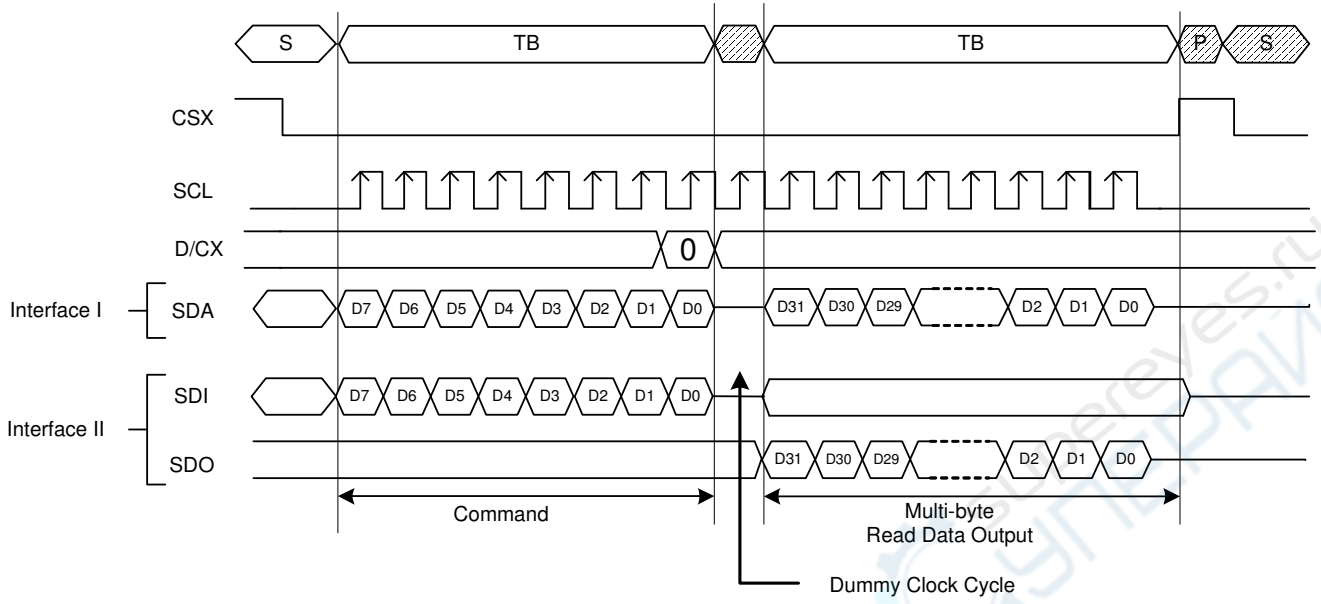 S TB TB P S
CSX
SCL
D/CX 0
Interface I SDA D7 D6 D5 D4 D3 D2 D1 D0 D31 D30 D29 D2 D1 D0
SDI D7 D6 D5 D4 D3 D2 D1 D0
Interface II
SDO D31 D30 D29 D2 D1 D0
Command
Multi-byte
Read Data Output
Dummy Clock Cycle
supereyes.ru